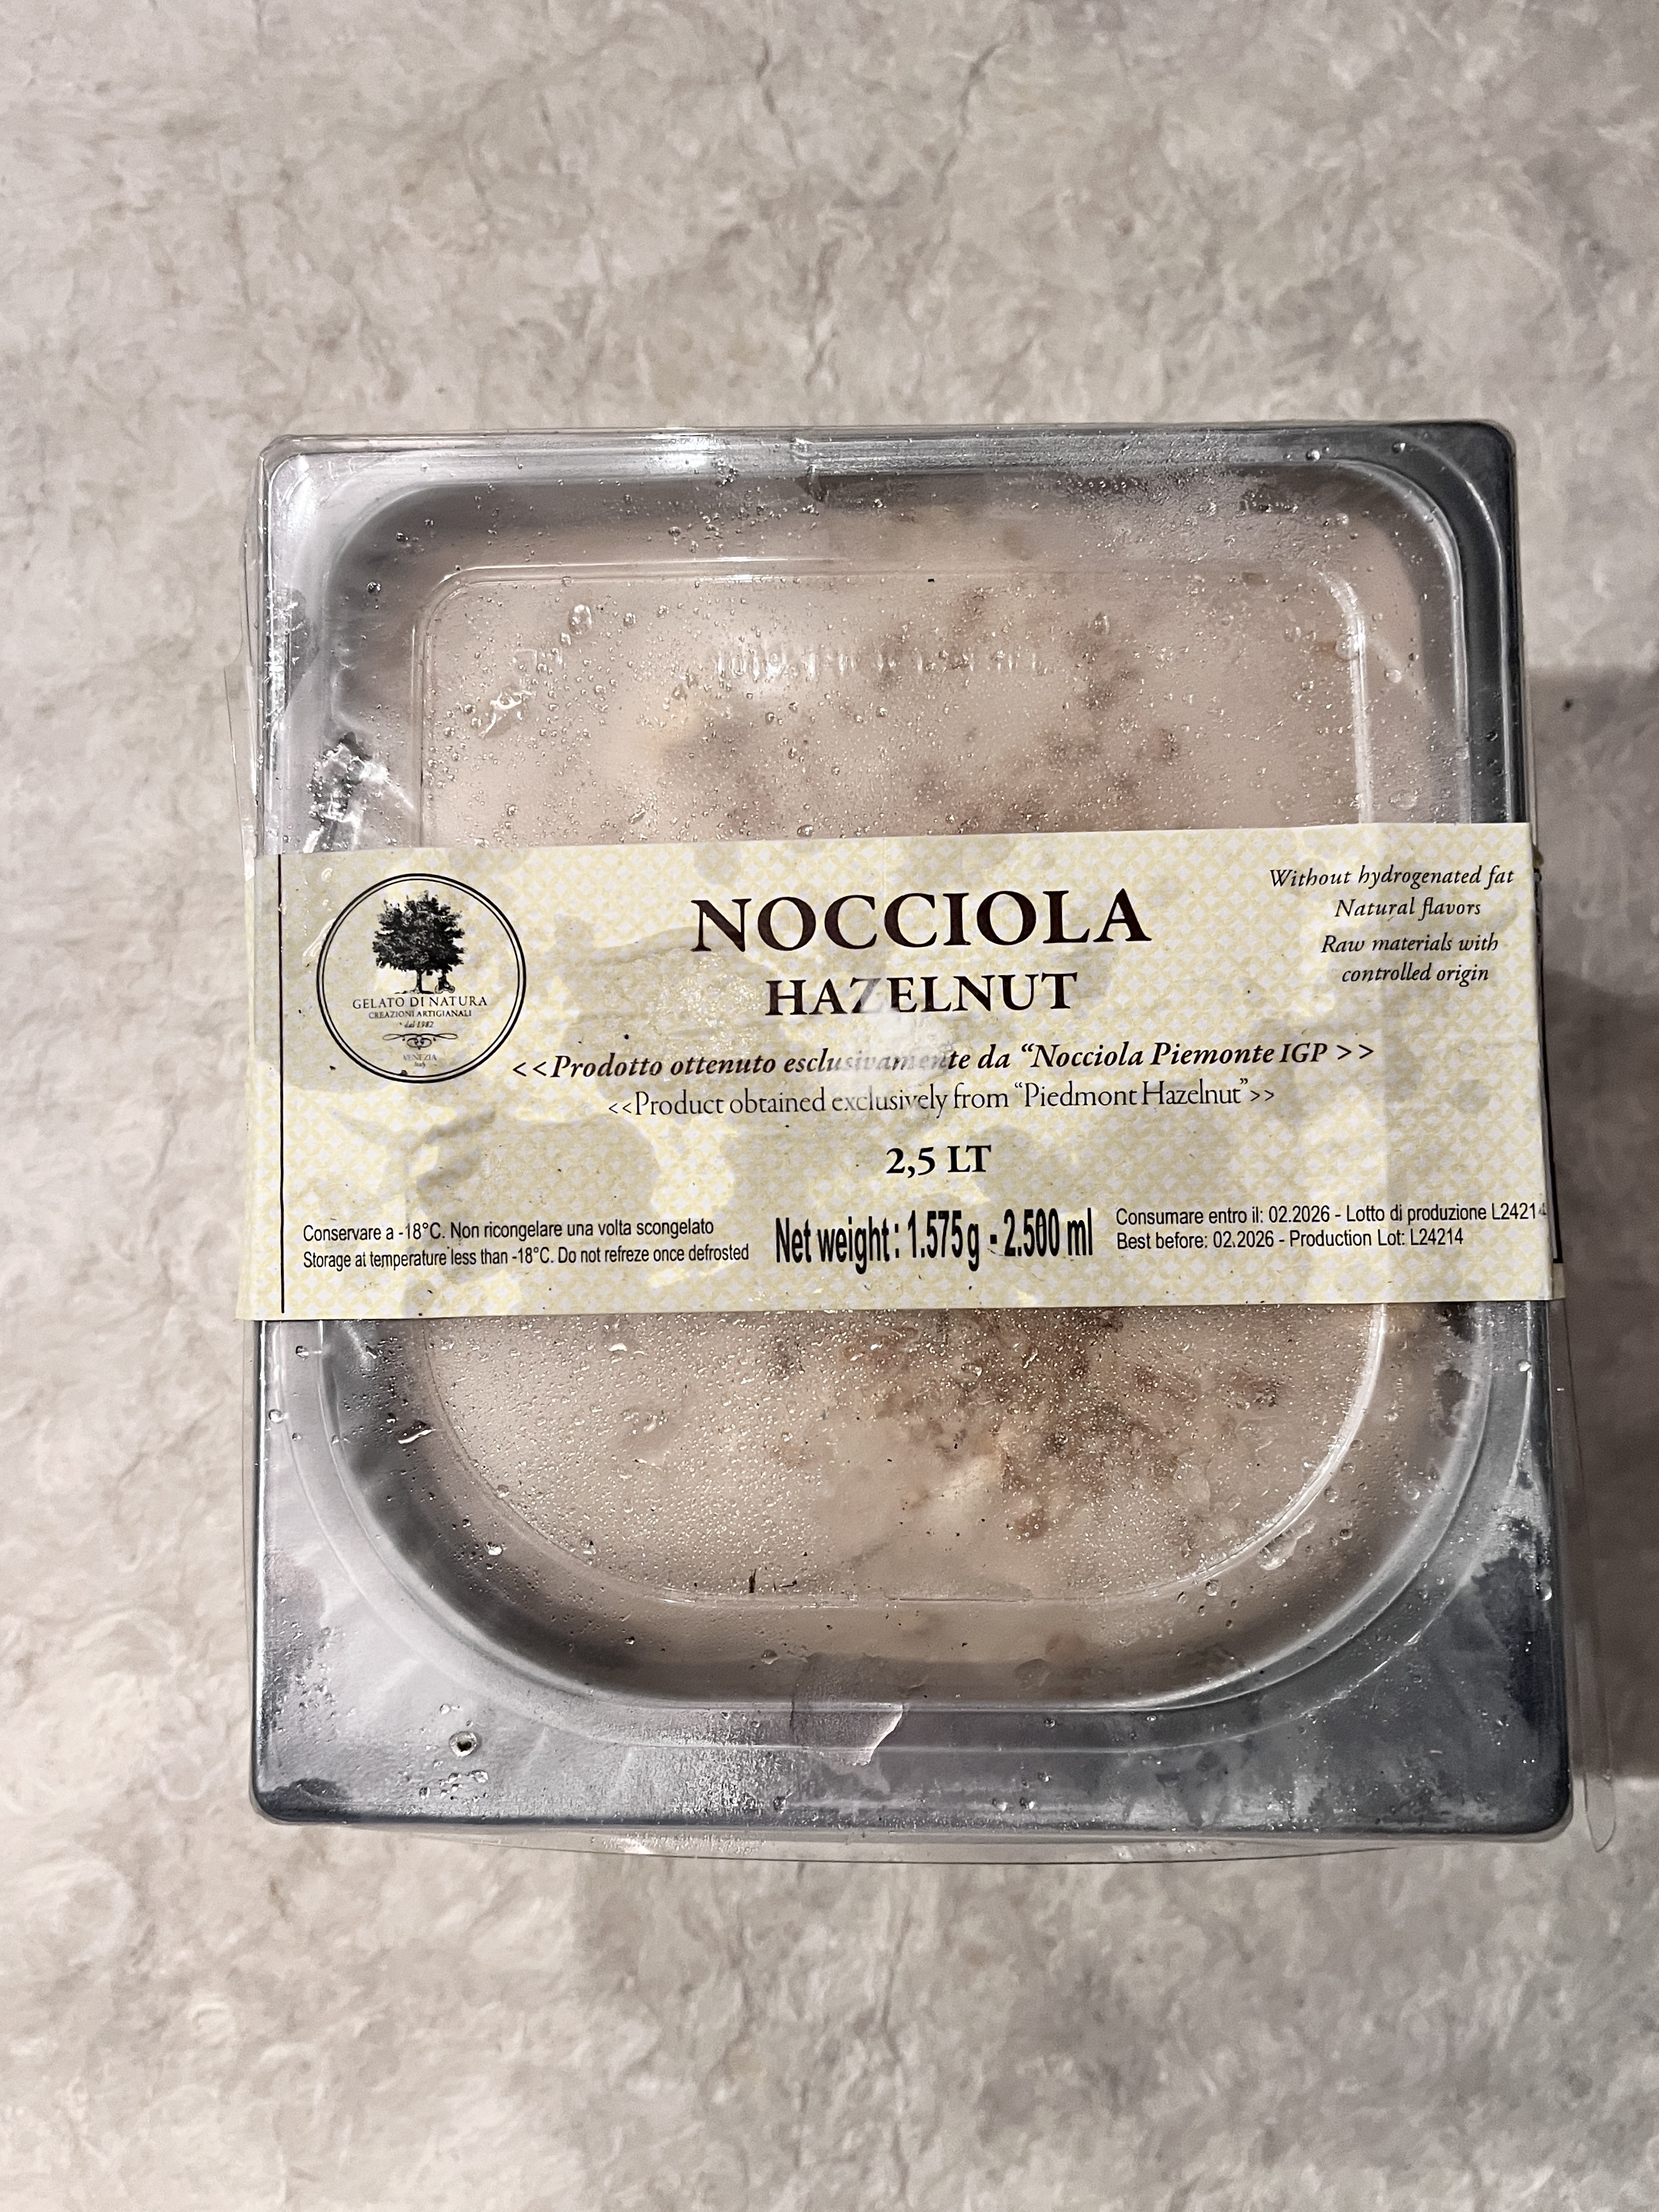 NOCCIOLA
HAZELNUT
<<Prodotto ottenuto esclusivamente da “Nocciola Piemonte IGP >>
<<Product obtained exclusively from “Piedmont Hazelnut”>>
2,5 LT
Without hydrogenated fat
Natural flavors
Raw materials with
controlled origin
GELATO DI NATURA
CREAZIONI ARTIGIANALI
dal 1982
VENEZIA
Italy
Conservare a -18°C. Non ricongelare una volta scongelato
Storage at temperature less than -18°C. Do not refreze once defrosted
Net weight : 1.575 g - 2.500 ml
Consumare entro il: 02.2026 - Lotto di produzione L24214
Best before: 02.2026 - Production Lot: L24214